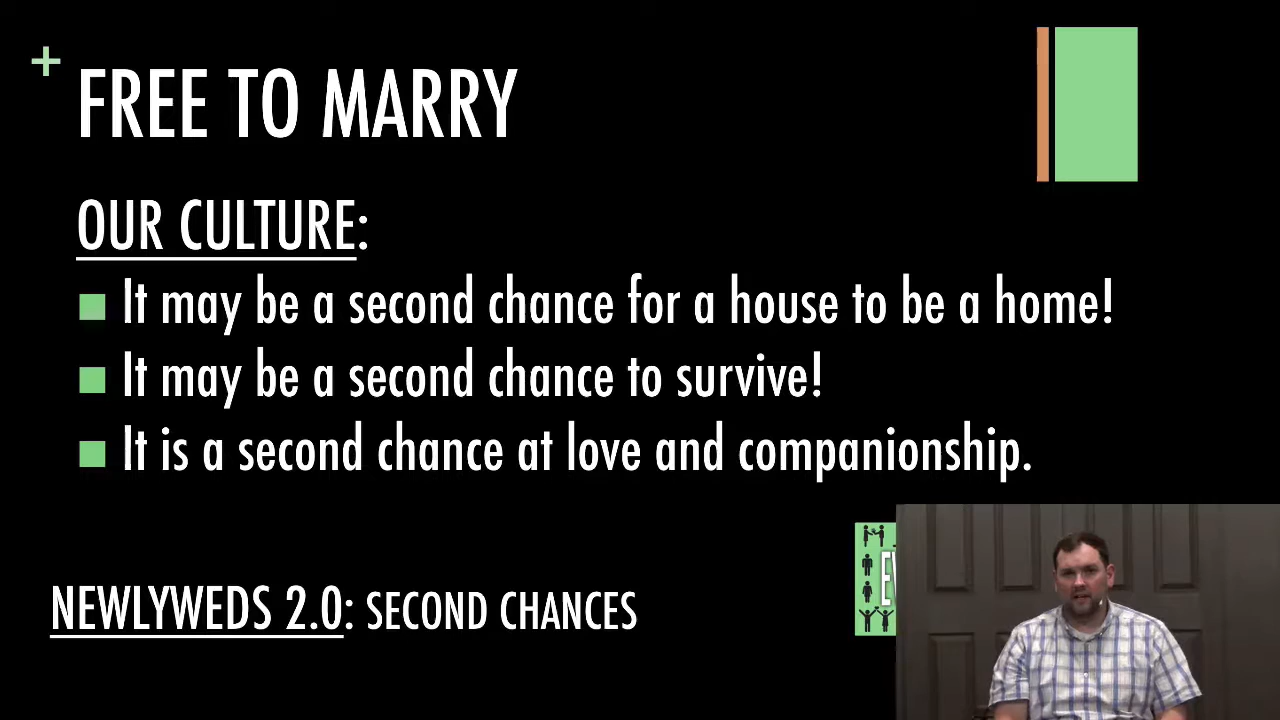 FREE TO MARRY
OUR CULTURE:
It may be a second chance for a house to be a home!
It may be a second chance to survive!
It is a second chance at love and companionship.
NEWLYWEDS 2.0: SECOND CHANCES